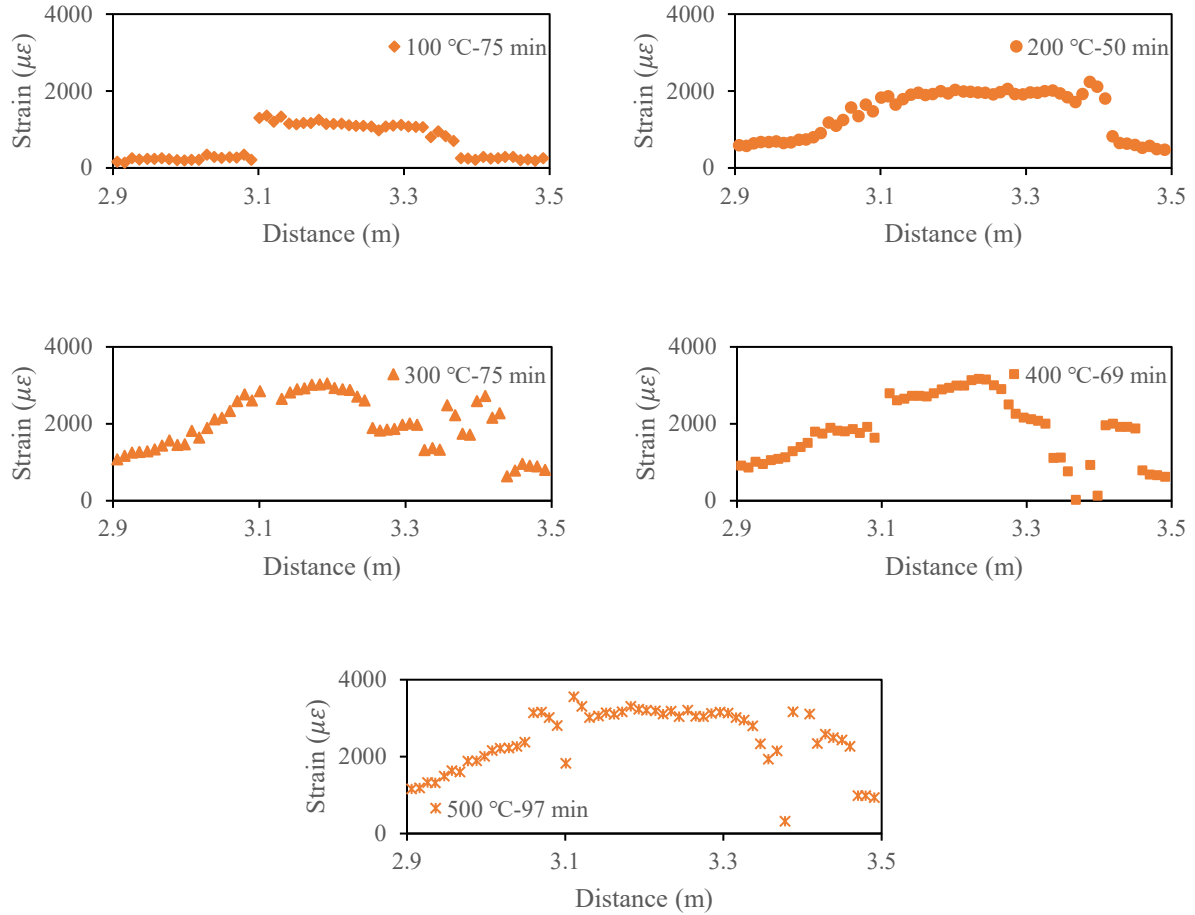 4000
2000
0
Strain (με)
100 ℃-75 min
2.9
3.1
3.3
3.5
Distance (m)
4000
2000
0
Strain (με)
200 ℃-50 min
2.9
3.1
3.3
3.5
Distance (m)
4000
2000
0
Strain (με)
300 ℃-75 min
2.9
3.1
3.3
3.5
Distance (m)
4000
2000
0
Strain (με)
400 ℃-69 min
2.9
3.1
3.3
3.5
Distance (m)
4000
2000
0
Strain (με)
500 ℃-97 min
2.9
3.1
3.3
3.5
Distance (m)